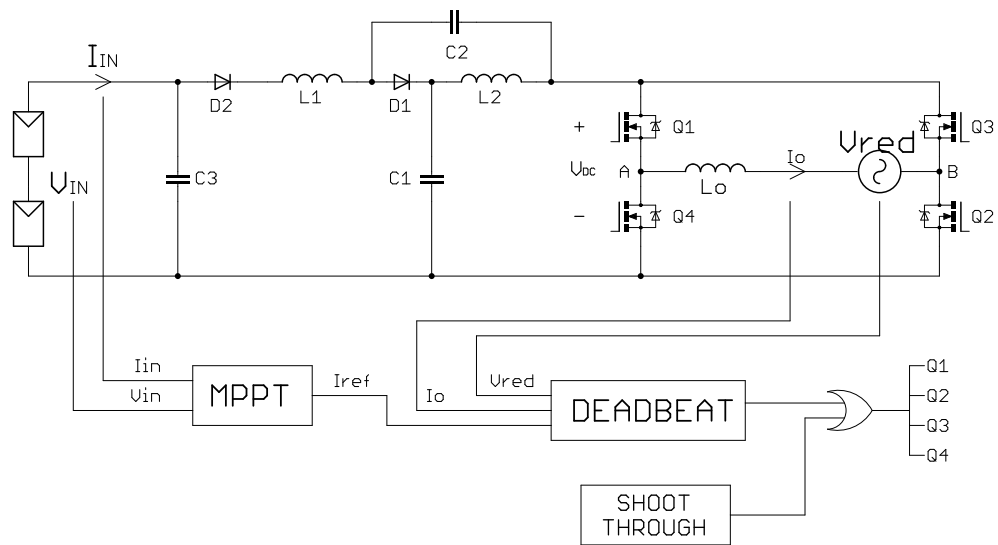 C2
IIN
D2
L1
D1
L2
+
Q1
Q3
Vred
Io
VDC
A
B
C3
C1
VIN
Lo
-
Q4
Q2
Iin
Vin
MPPT
Iref
Io
Vred
DEADBEAT
Q1
Q2
Q3
Q4
SHOOT
THROUGH